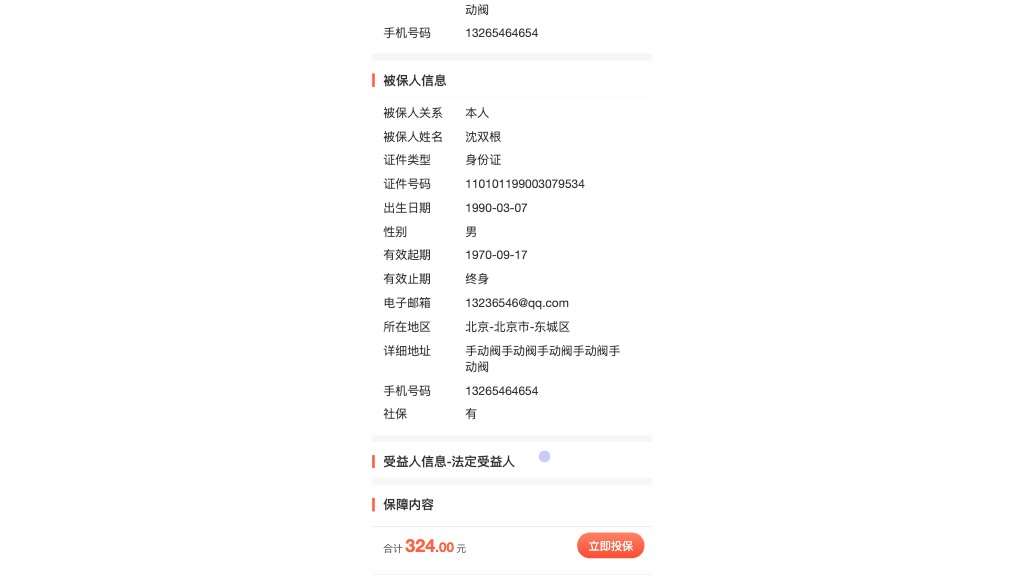 动阀
手机号码 13265464654
被保人信息
被保人关系 本人
被保人姓名 沈双根
证件类型 身份证
证件号码 110101199003079534
出生日期 1990-03-07
性别 男
有效起期 1970-09-17
有效止期 终身
电子邮箱 13236546@qq.com
所在地区 北京-北京市-东城区
详细地址 手动阀手动阀手动阀手动阀手
动阀
手机号码 13265464654
社保 有
受益人信息-法定受益人
保障内容
合计 324.00 元 立即投保